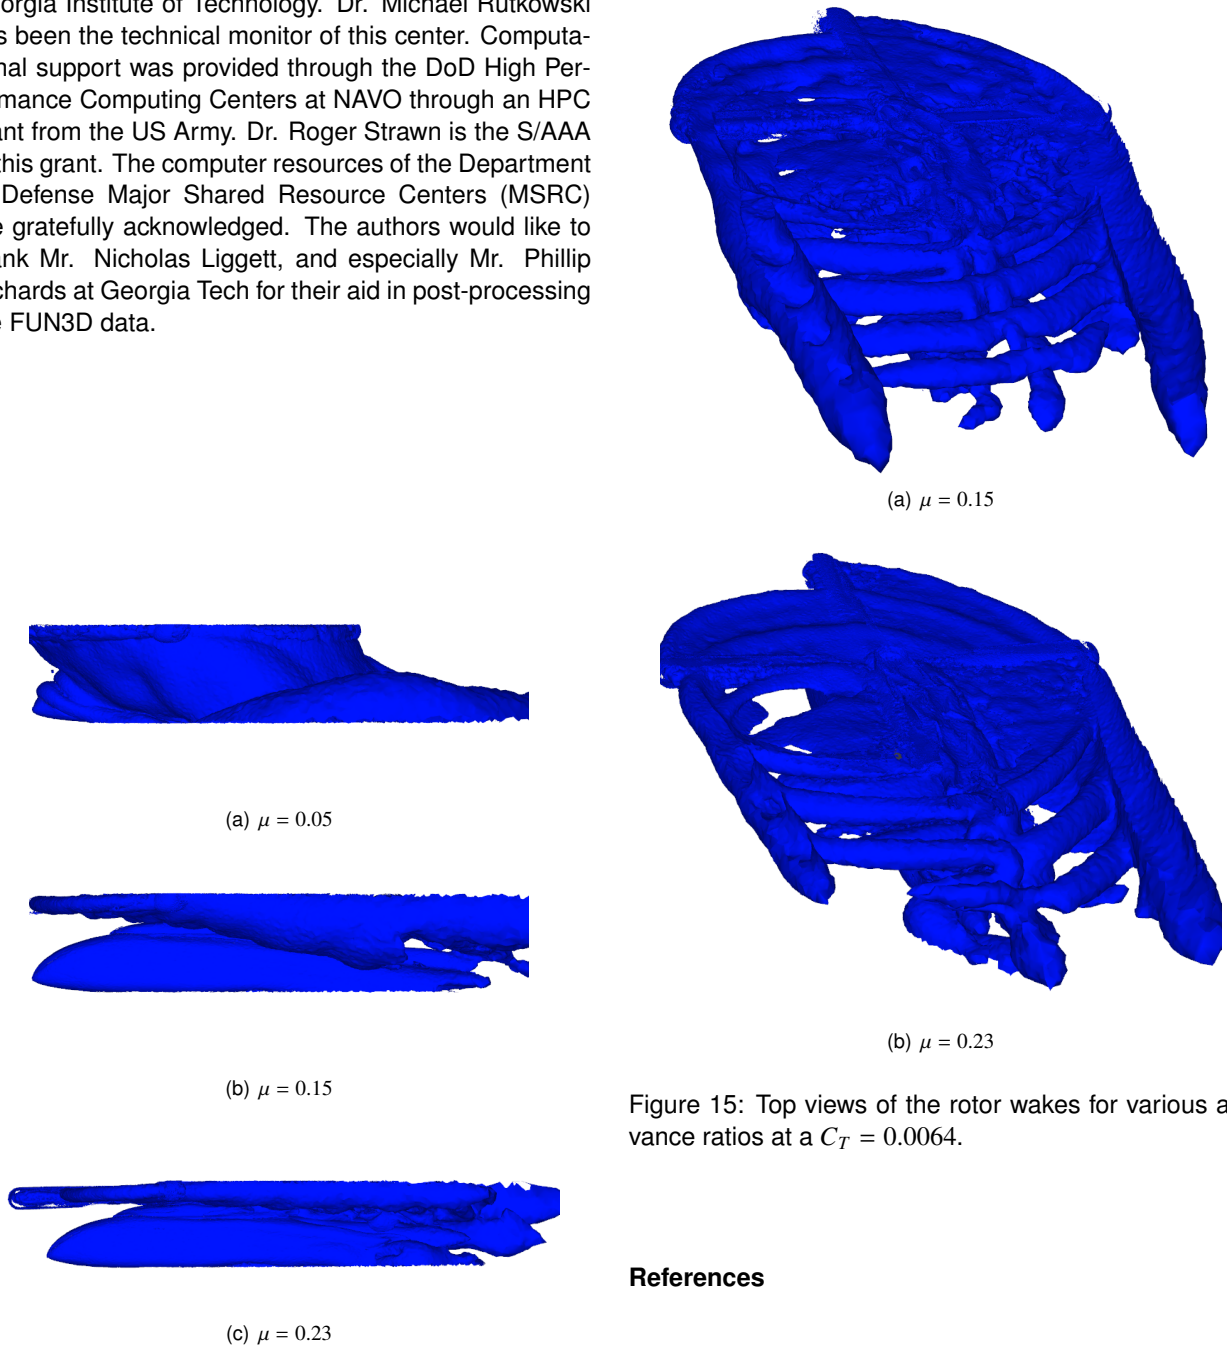 orgia Institute of Technology. Dr. Michael Rutkowski
s been the technical monitor of this center. Computa-
nal support was provided through the DoD High Per-
rmance Computing Centers at NAVO through an HPC
ant from the US Army. Dr. Roger Strawn is the S/AAA
this grant. The computer resources of the Department
Defense Major Shared Resource Centers (MSRC)
e gratefully acknowledged. The authors would like to
ank Mr. Nicholas Liggett, and especially Mr. Phillip
chards at Georgia Tech for their aid in post-processing
e FUN3D data.
(a) μ = 0.05
(b) μ = 0.15
(c) μ = 0.23
(a) μ = 0.15
(b) μ = 0.23
Figure 15: Top views of the rotor wakes for various a
vance ratios at a C_T = 0.0064.
References